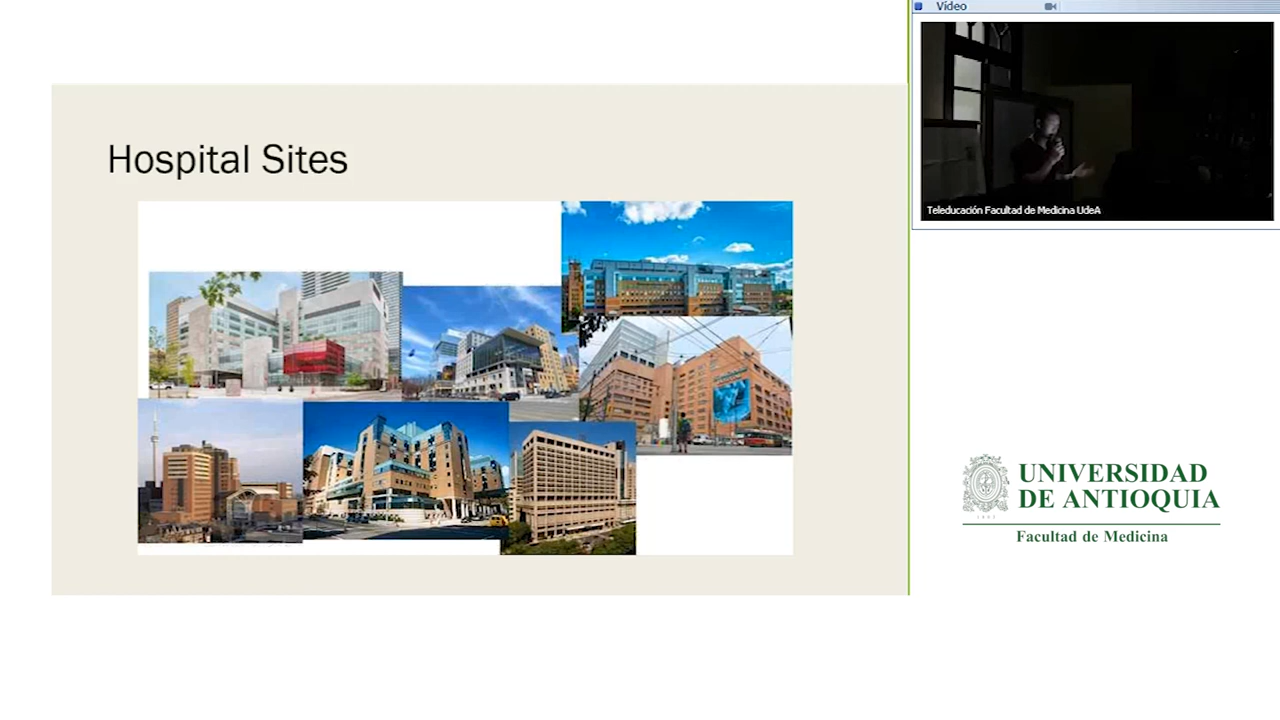 Hospital Sites
Vídeo
Teleducación Facultad de Medicina UdeA
UNIVERSIDAD
DE ANTIOQUIA
Facultad de Medicina